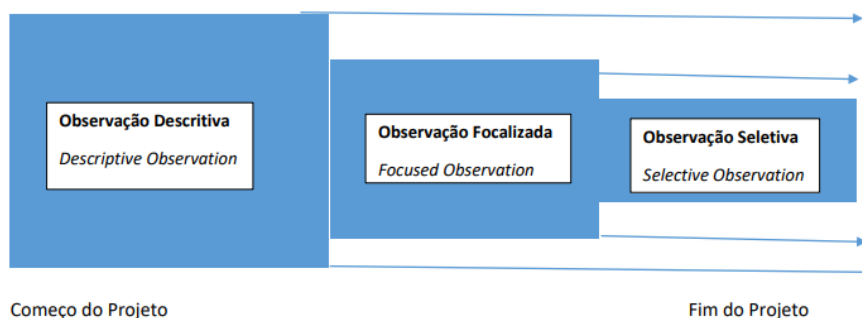 Observação Descritiva
Descriptive Observation
Observação Focalizada
Focused Observation
Observação Seletiva
Selective Observation
Começo do Projeto
Fim do Projeto